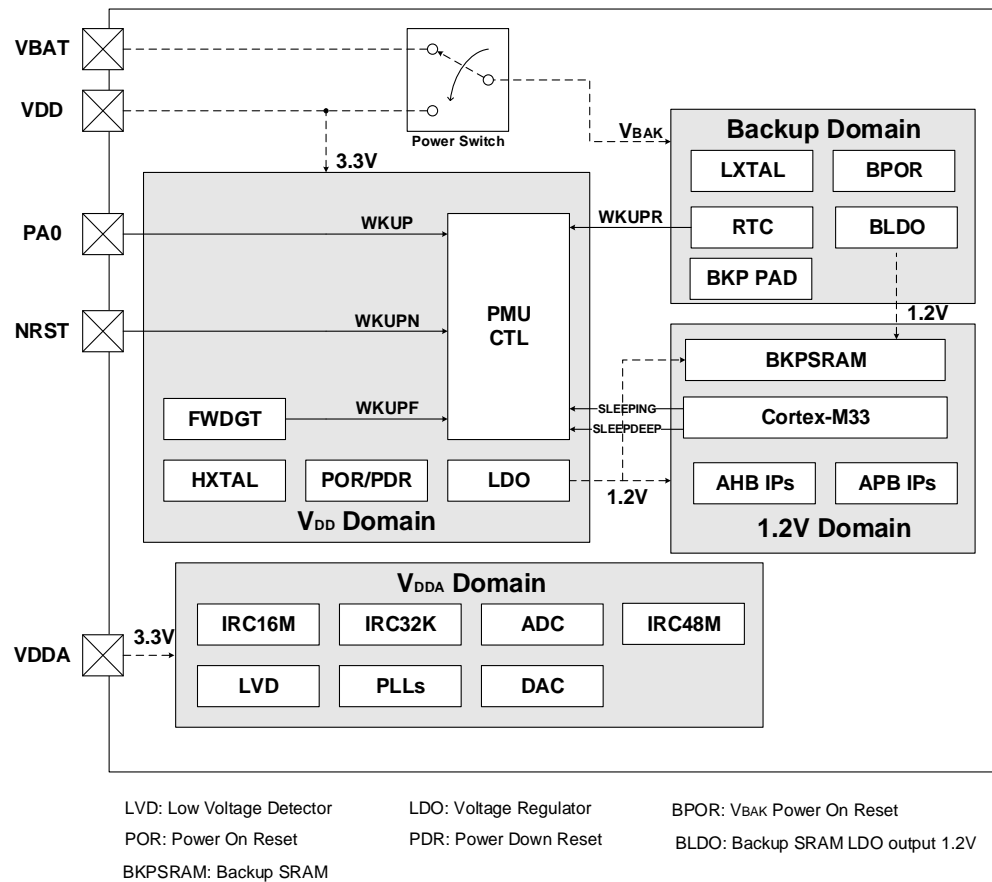 VBAT
VDD
Power Switch
3.3V
VBAK
Backup Domain
LXTAL
BPOR
RTC
BLDO
BKP PAD
PA0
WKUP
WKUPR
NRST
WKUPN
PMU
CTL
1.2V
BKPSRAM
FWDGT
WKUPF
SLEEPING
SLEEPDEEP
Cortex-M33
HXTAL
POR/PDR
LDO
1.2V
AHB IPs
APB IPs
VDD Domain
1.2V Domain
VDDA Domain
VDDA
3.3V
IRC16M
IRC32K
ADC
IRC48M
LVD
PLLs
DAC
LVD: Low Voltage Detector
LDO: Voltage Regulator
BPOR: VBAK Power On Reset
POR: Power On Reset
PDR: Power Down Reset
BLDO: Backup SRAM LDO output 1.2V
BKPSRAM: Backup SRAM